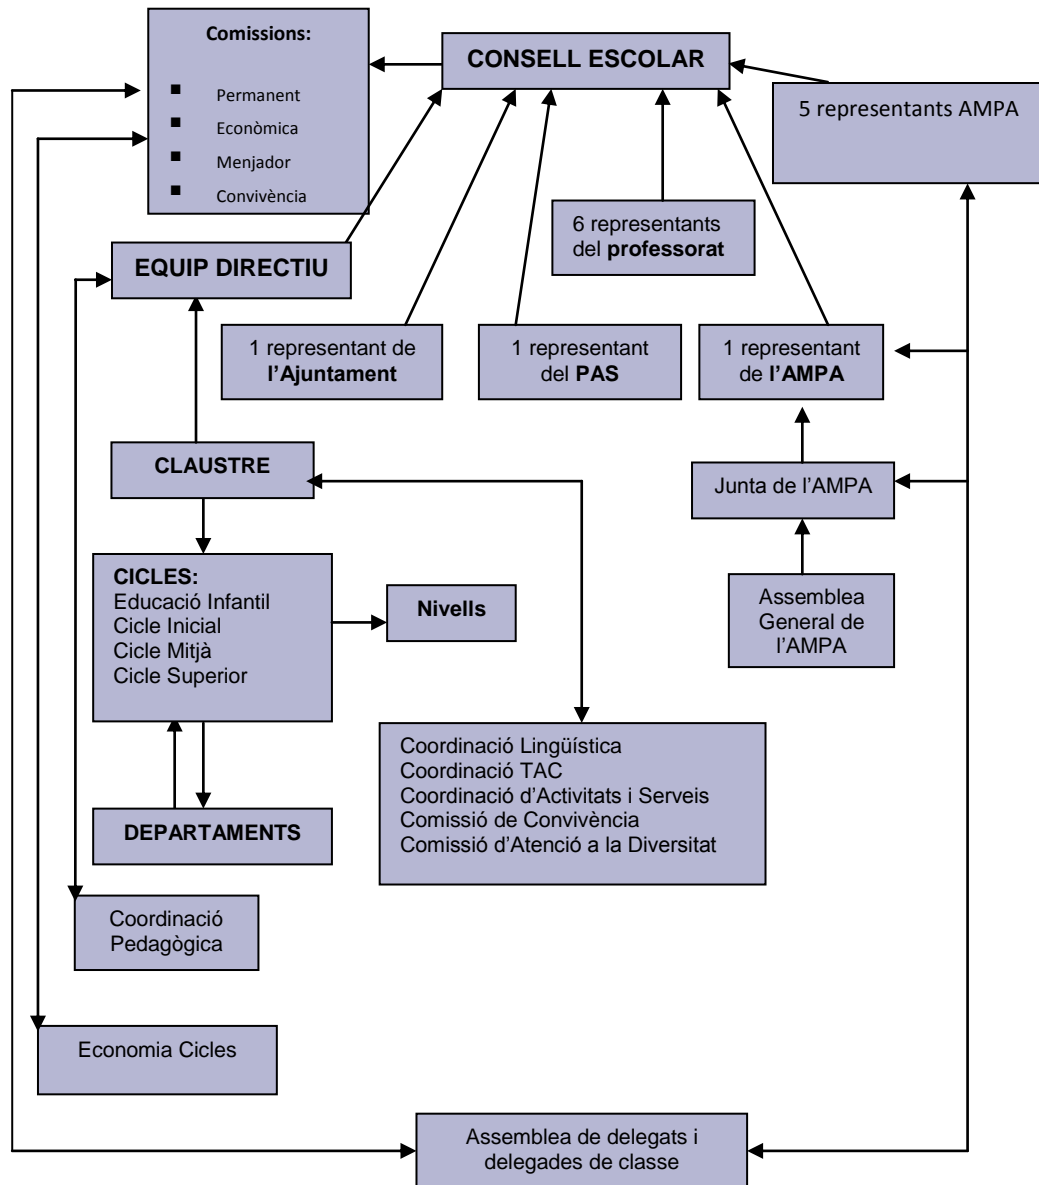 Comissions:
▪ Permanent
▪ Econòmica
▪ Menjador
▪ Convivència
CONSELL ESCOLAR
5 representants AMPA
6 representants
del professorat
EQUIP DIRECTIU
1 representant de
l'Ajuntament
1 representant
del PAS
1 representant
de l'AMPA
CLAUSTRE
Junta de l'AMPA
CICLES:
Educació Infantil
Cicle Inicial
Cicle Mitjà
Cicle Superior
Nivells
Assemblea
General de
l'AMPA
Coordinació Lingüística
Coordinació TAC
Coordinació d'Activitats i Serveis
Comissió de Convivència
Comissió d'Atenció a la Diversitat
DEPARTAMENTS
Coordinació
Pedagògica
Economia Cicles
Assemblea de delegats i
delegades de classe